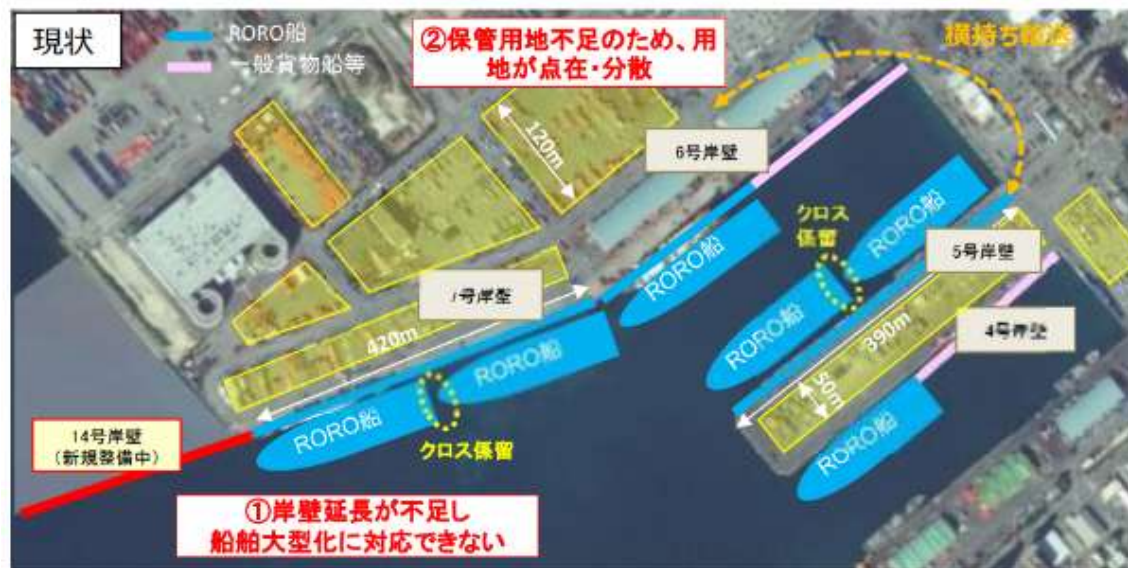 現状
RORO船
一般貨物船等
②保管用地不足のため、用
地が点在・分散
横持ち輸送
120m
6号岸壁
クロス
係留
RORO船
RORO船
5号岸壁
7号岸壁
RORO船
390m
4号岸壁
420m
50m
RORO船
RORO船
RORO船
クロス係留
14号岸壁
（新規整備中）
①岸壁延長が不足し
船舶大型化に対応できない